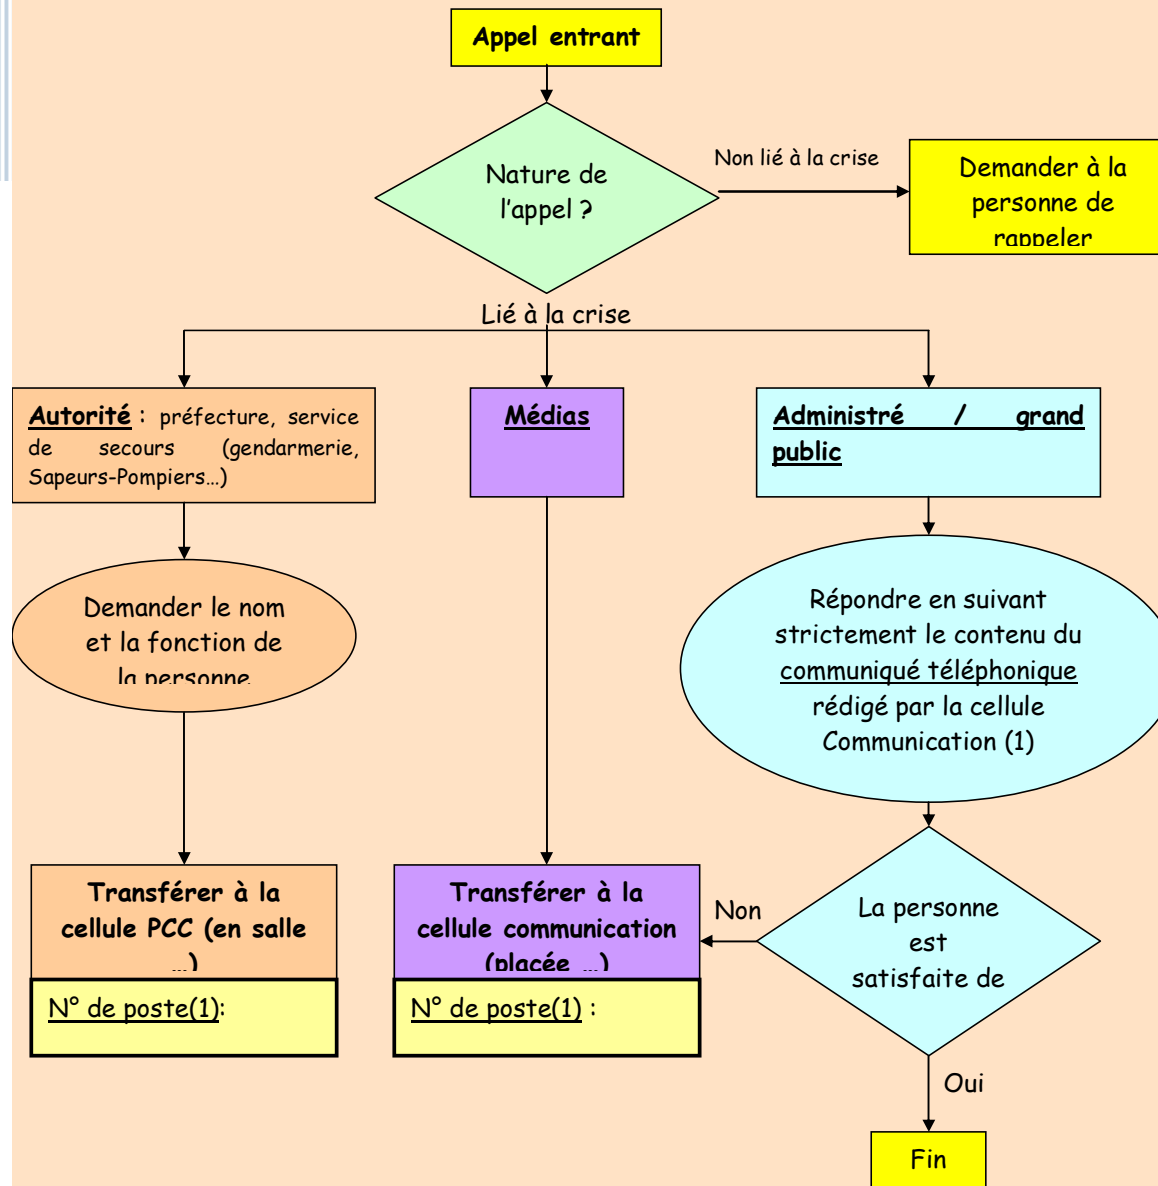 Appel entrant
Nature de
l'appel ?
Non lié à la crise
Demander à la
personne de
rappeler
Lié à la crise
Autorité : préfecture, service
de secours (gendarmerie,
Sapeurs-Pompiers…)
Médias
Administré / grand
public
Demander le nom
et la fonction de
la personne
Répondre en suivant
strictement le contenu du
communiqué téléphonique
rédigé par la cellule
Communication (1)
Transférer à la
cellule PCC (en salle
…)
N° de poste(1):
Transférer à la
cellule communication
(placée …)
N° de poste(1) :
Non
La personne
est
satisfaite de
Oui
Fin